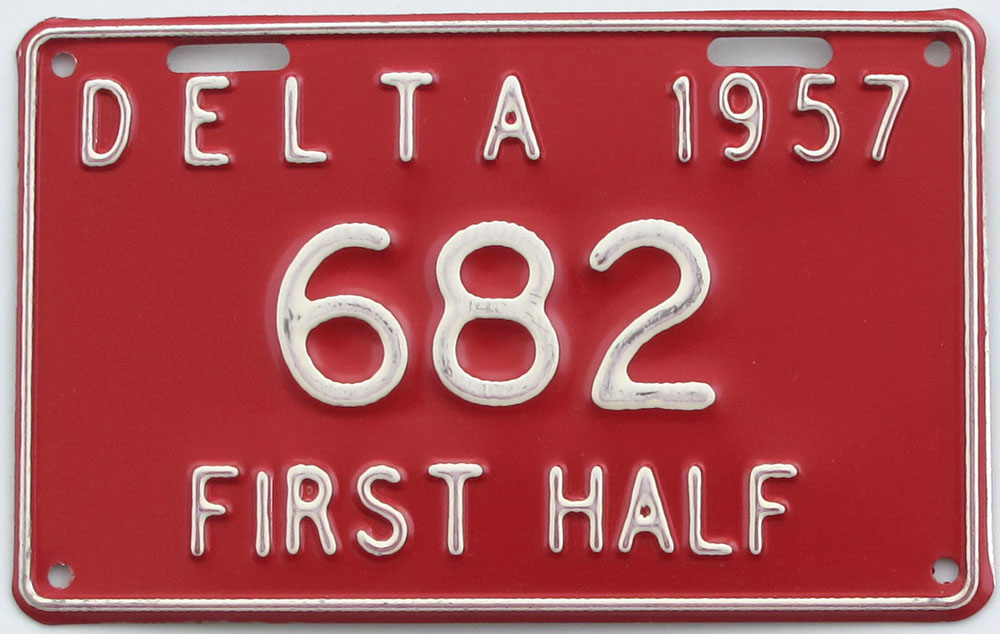 DELTA 1957
682
FIRST HALF